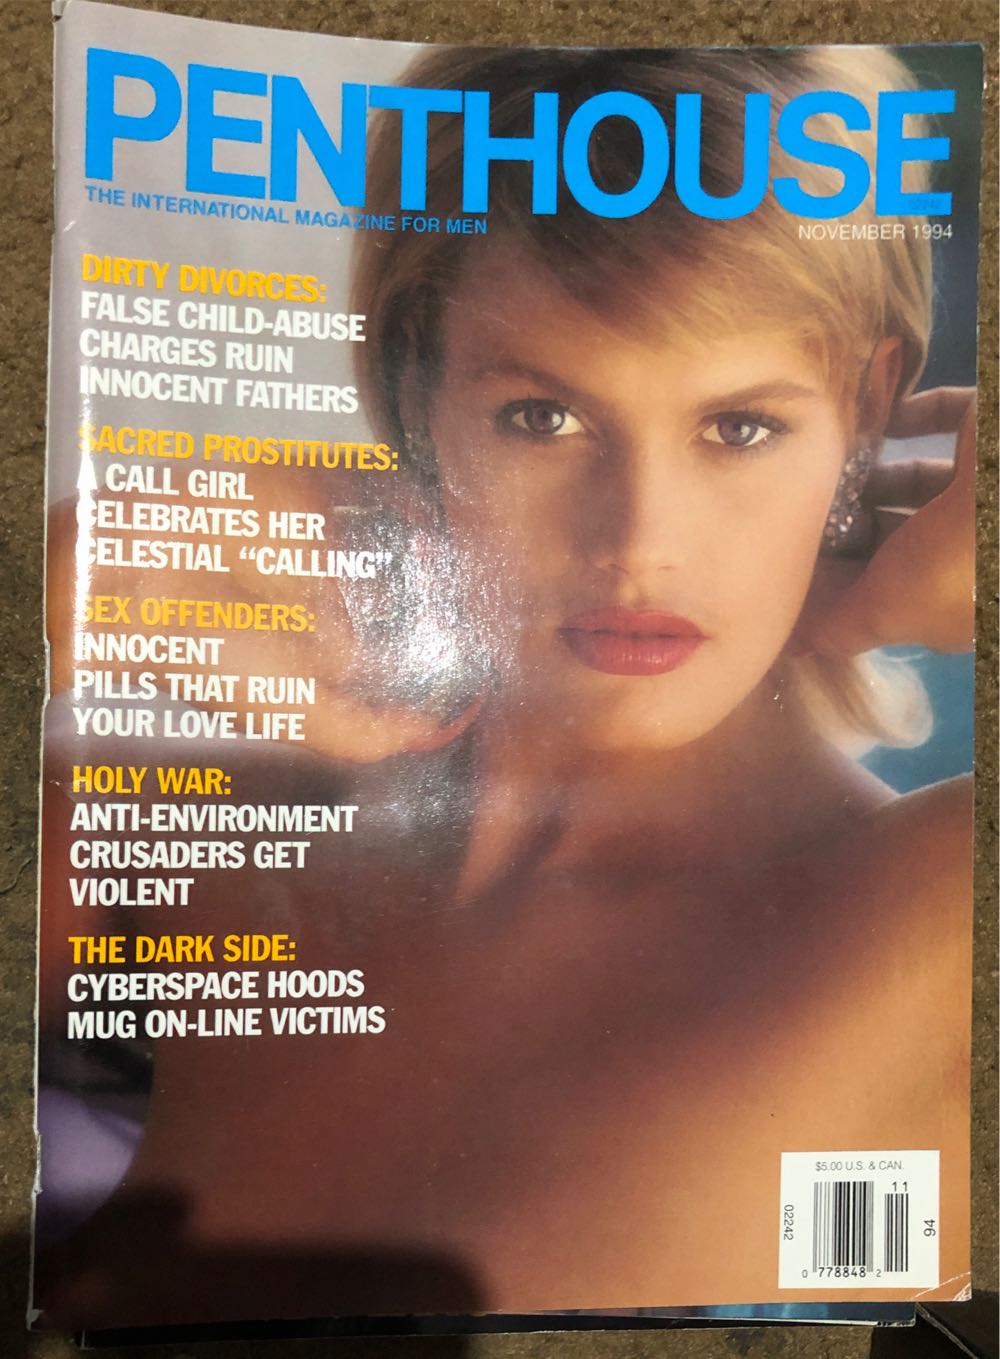 PENTHOUSE
THE INTERNATIONAL MAGAZINE FOR MEN
02242
NOVEMBER 1994
DIRTY DIVORCES:
FALSE CHILD-ABUSE
CHARGES RUIN
INNOCENT FATHERS
SACRED PROSTITUTES:
A CALL GIRL
CELEBRATES HER
CELESTIAL “CALLING”
SEX OFFENDERS:
INNOCENT
PILLS THAT RUIN
YOUR LOVE LIFE
HOLY WAR:
ANTI-ENVIRONMENT
CRUSADERS GET
VIOLENT
THE DARK SIDE:
CYBERSPACE HOODS
MUG ON-LINE VICTIMS
$5.00 U.S. & CAN.
11
02242
94
0 778848 2